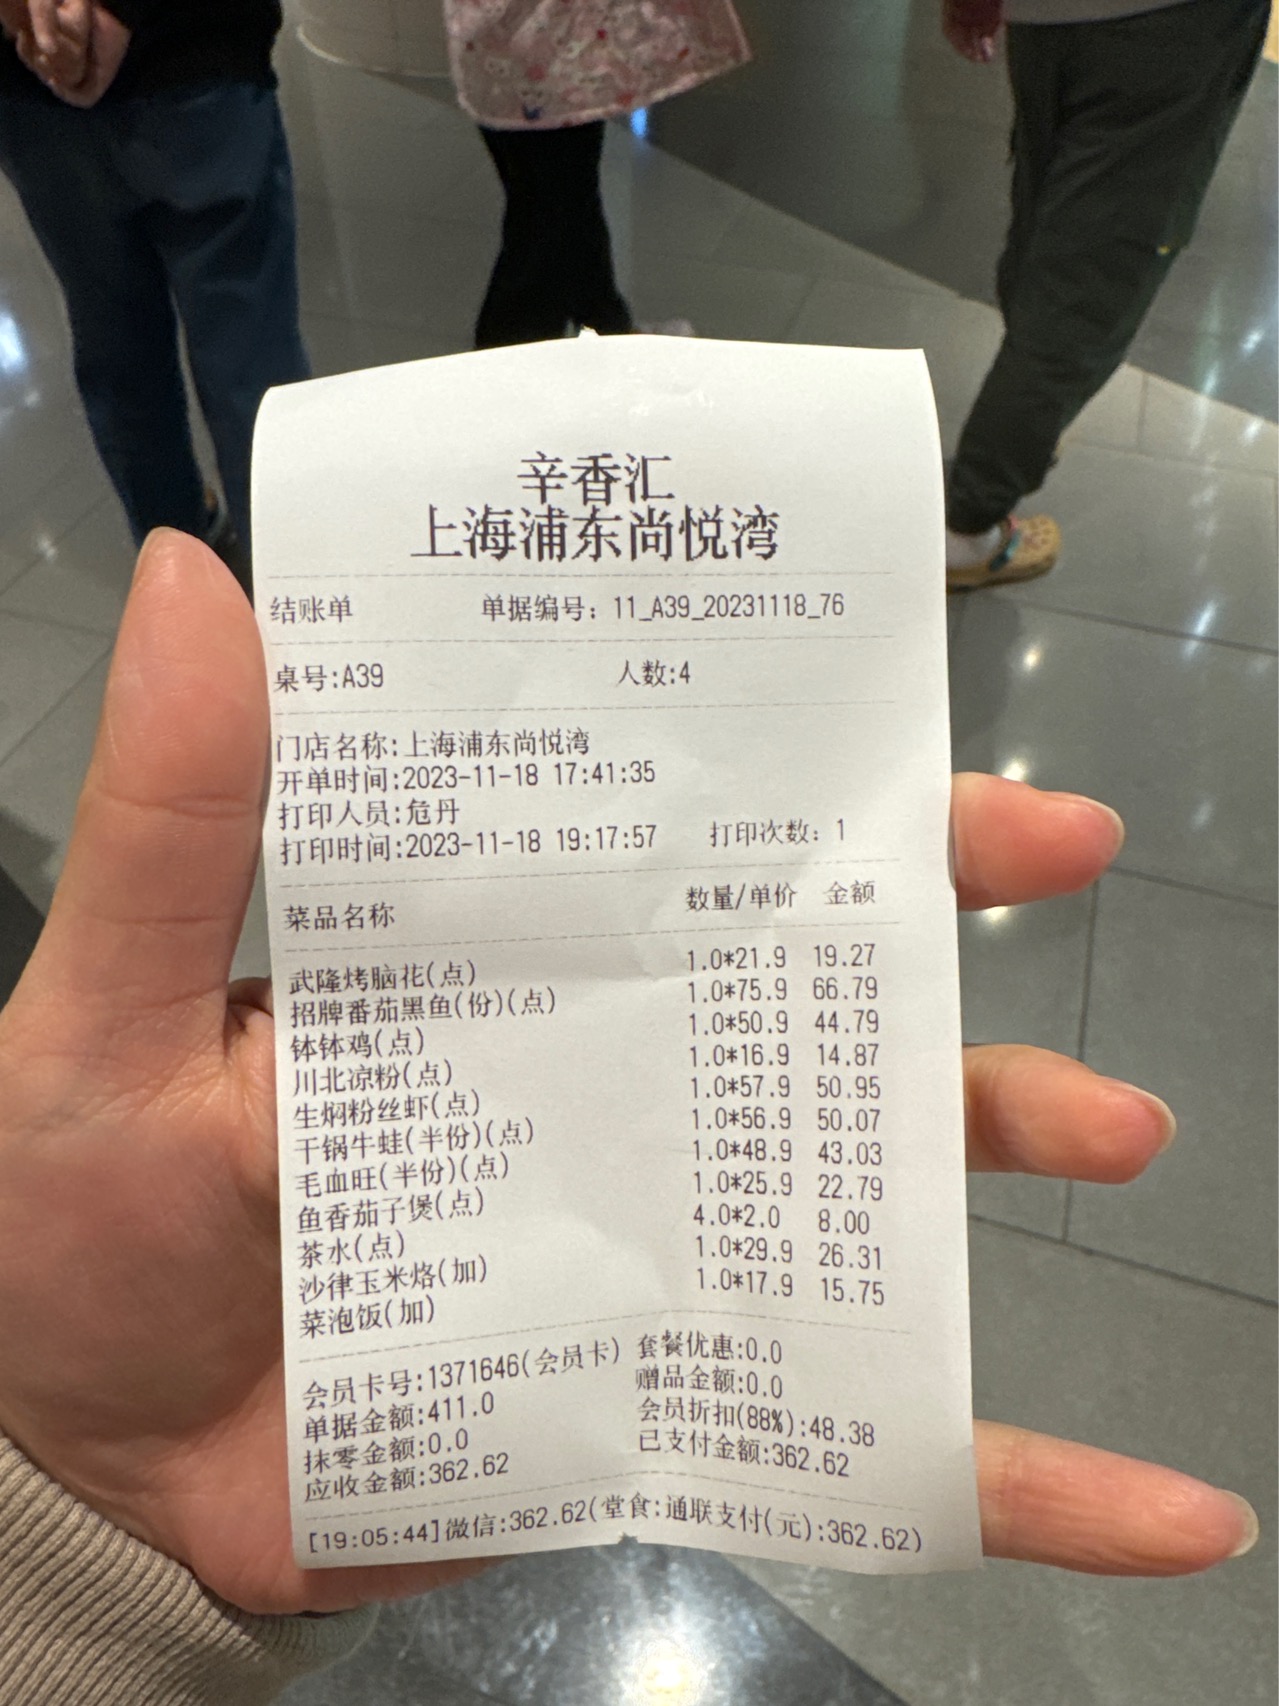 辛香汇
上海浦东尚悦湾
结账单 单据编号：11_A39_20231118_76
桌号:A39 人数:4
门店名称:上海浦东尚悦湾
开单时间:2023-11-18 17:41:35
打印人员:危丹
打印时间:2023-11-18 19:17:57 打印次数：1
菜品名称 数量/单价 金额
武隆烤脑花(点) 1.0*21.9 19.27
招牌番茄黑鱼(份)(点) 1.0*75.9 66.79
钵钵鸡(点) 1.0*50.9 44.79
川北凉粉(点) 1.0*16.9 14.87
生焖粉丝虾(点) 1.0*57.9 50.95
干锅牛蛙(半份)(点) 1.0*56.9 50.07
毛血旺(半份)(点) 1.0*48.9 43.03
鱼香茄子煲(点) 1.0*25.9 22.79
茶水(点) 4.0*2.0 8.00
沙律玉米烙(加) 1.0*29.9 26.31
菜泡饭(加) 1.0*17.9 15.75
会员卡号:1371646(会员卡) 套餐优惠:0.0
单据金额:411.0 赠品金额:0.0
抹零金额:0.0 会员折扣(88%):48.38
应收金额:362.62 已支付金额:362.62
[19:05:44]微信:362.62(堂食:通联支付(元):362.62)